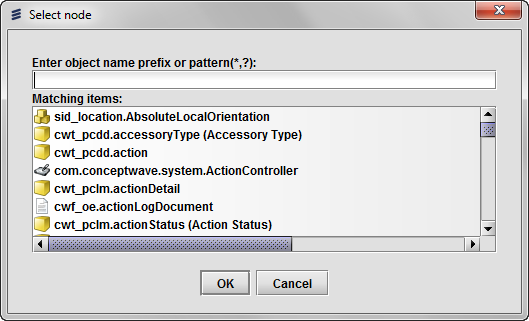 Select node
Enter object name prefix or pattern(*,?):
Matching items:
sid_location.AbsoluteLocalOrientation
cwt_pcdd.accessoryType (Accessory Type)
cwt_pcdd.action
com.conceptwave.system.ActionController
cwt_pclm.actionDetail
cwf_oe.actionLogDocument
cwt_pclm.actionStatus (Action Status)
OK Cancel